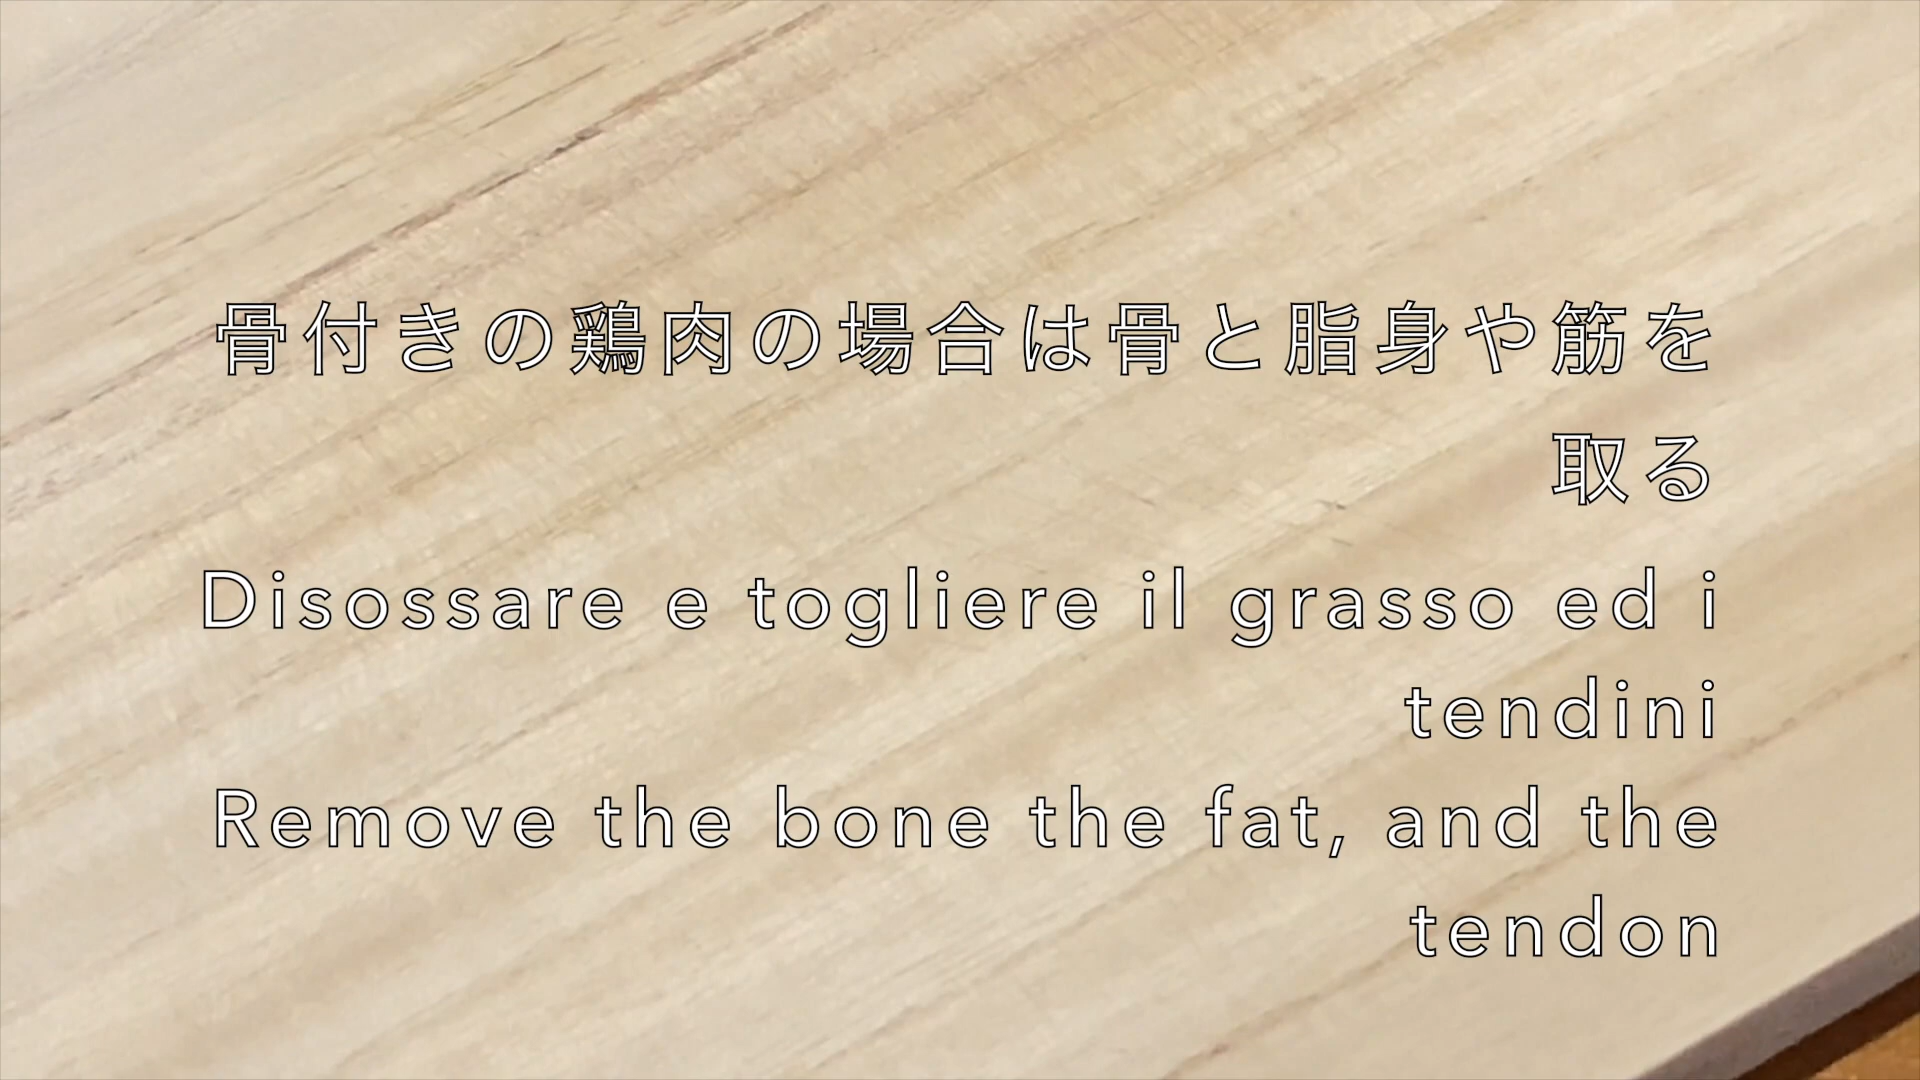 骨付きの鶏肉の場合は骨と脂身や筋を
取る
Disossare e togliere il grasso ed i
tendini
Remove the bone the fat, and the
tendon